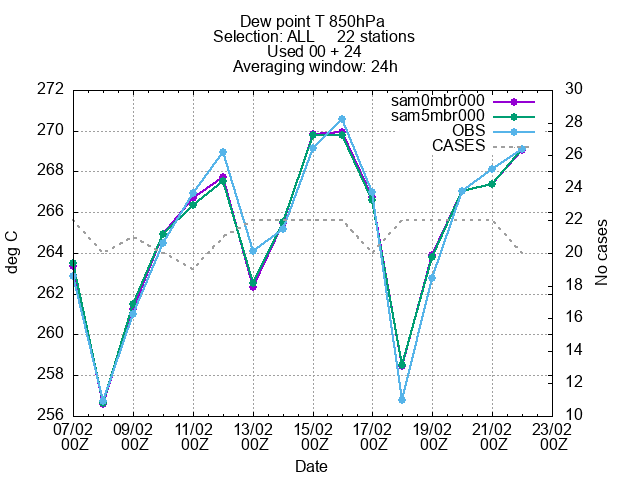 Dew point T 850hPa
Selection: ALL     22 stations
Used 00 + 24
Averaging window: 24h
272
270
268
266
264
262
260
258
256
30
28
26
24
22
20
18
16
14
12
10
sam0mbr000
sam5mbr000
OBS
CASES
deg C
No cases
07/02 09/02 11/02 13/02 15/02 17/02 19/02 21/02 23/02
00Z 00Z 00Z 00Z 00Z 00Z 00Z 00Z 00Z
Date